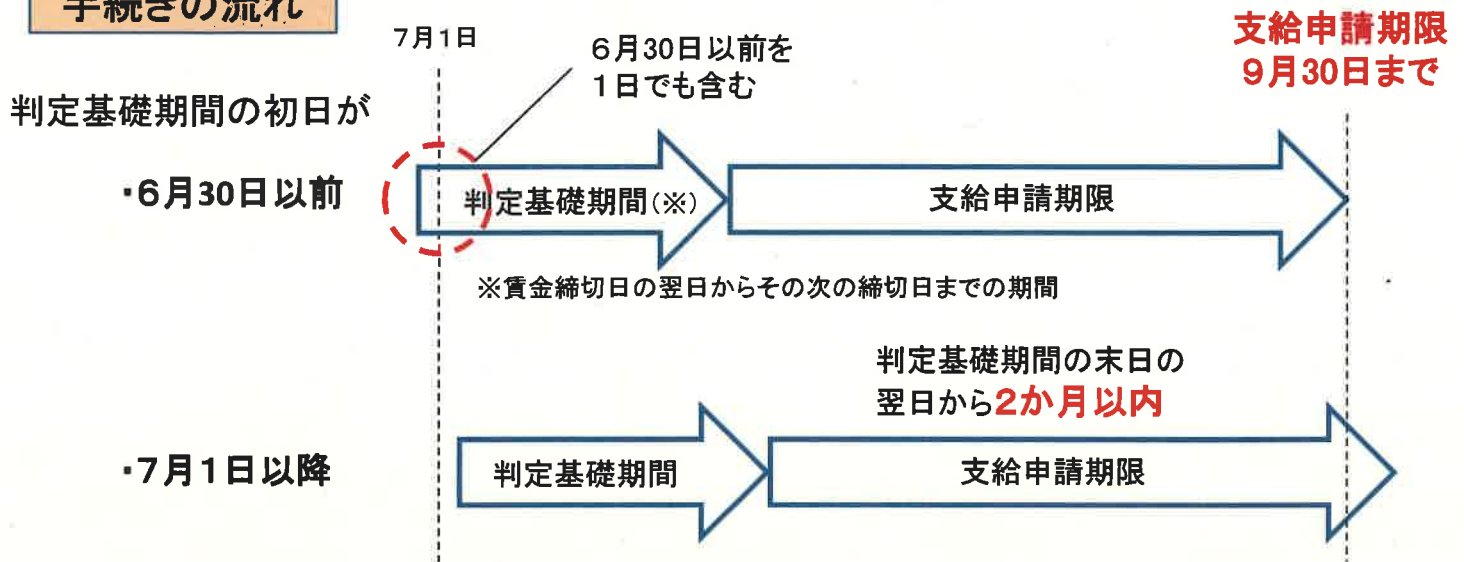 手続きの流れ
7月1日
6月30日以前を
1日でも含む
支給申請期限
9月30日まで
判定基礎期間の初日が
・6月30日以前
判定基礎期間(※)
支給申請期限
※賃金締切日の翌日からその次の締切日までの期間
判定基礎期間の末日の
翌日から2か月以内
・7月1日以降
判定基礎期間
支給申請期限